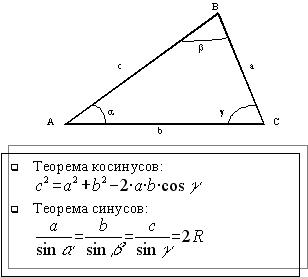 B
β
c
a
α
γ
A
b
C
Теорема косинусов:
c²=a²+b²−2·a·b·cos γ
Теорема синусов:
a/sin α=b/sin β=c/sin γ=2R